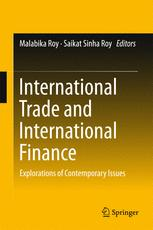 Malabika Roy · Saikat Sinha Roy Editors
International
Trade and
International
Finance
Explorations of Contemporary Issues
Springer